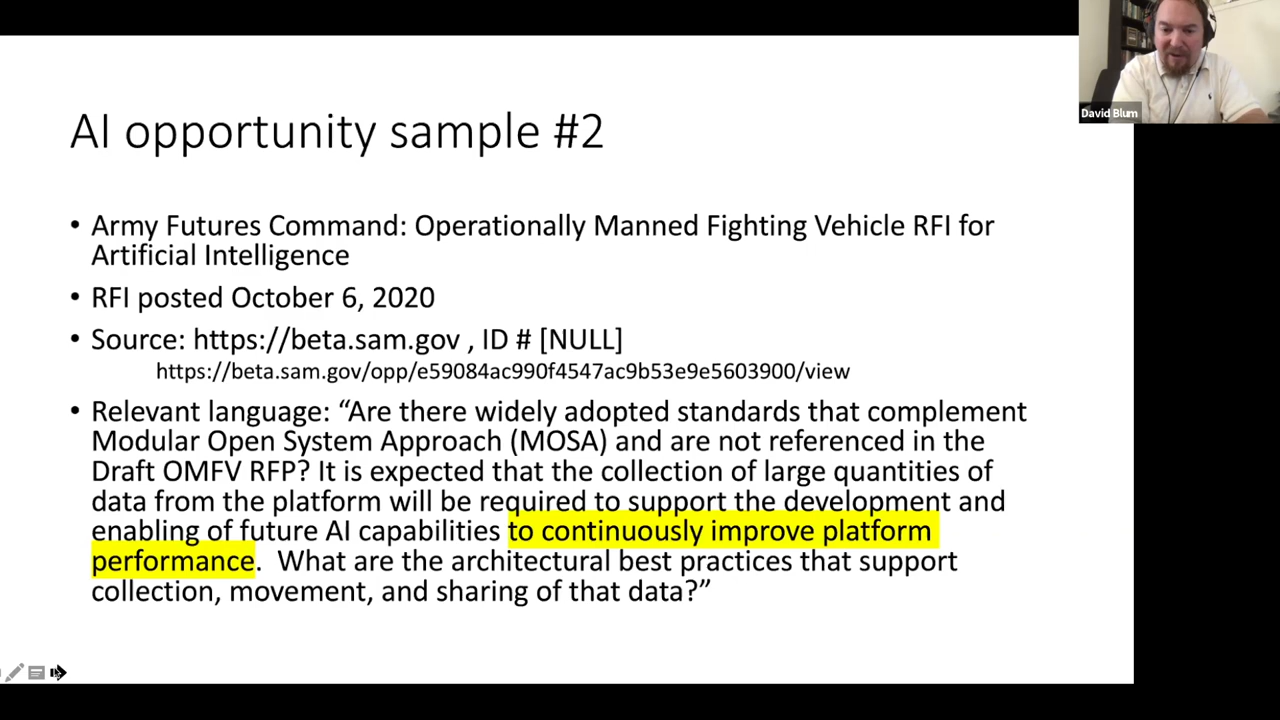 AI opportunity sample #2
• Army Futures Command: Operationally Manned Fighting Vehicle RFI for
Artificial Intelligence
• RFI posted October 6, 2020
• Source: https://beta.sam.gov , ID # [NULL]
https://beta.sam.gov/opp/e59084ac990f4547ac9b53e9e5603900/view
• Relevant language: “Are there widely adopted standards that complement
Modular Open System Approach (MOSA) and are not referenced in the
Draft OMFV RFP? It is expected that the collection of large quantities of
data from the platform will be required to support the development and
enabling of future AI capabilities to continuously improve platform
performance.  What are the architectural best practices that support
collection, movement, and sharing of that data?”
David Blum